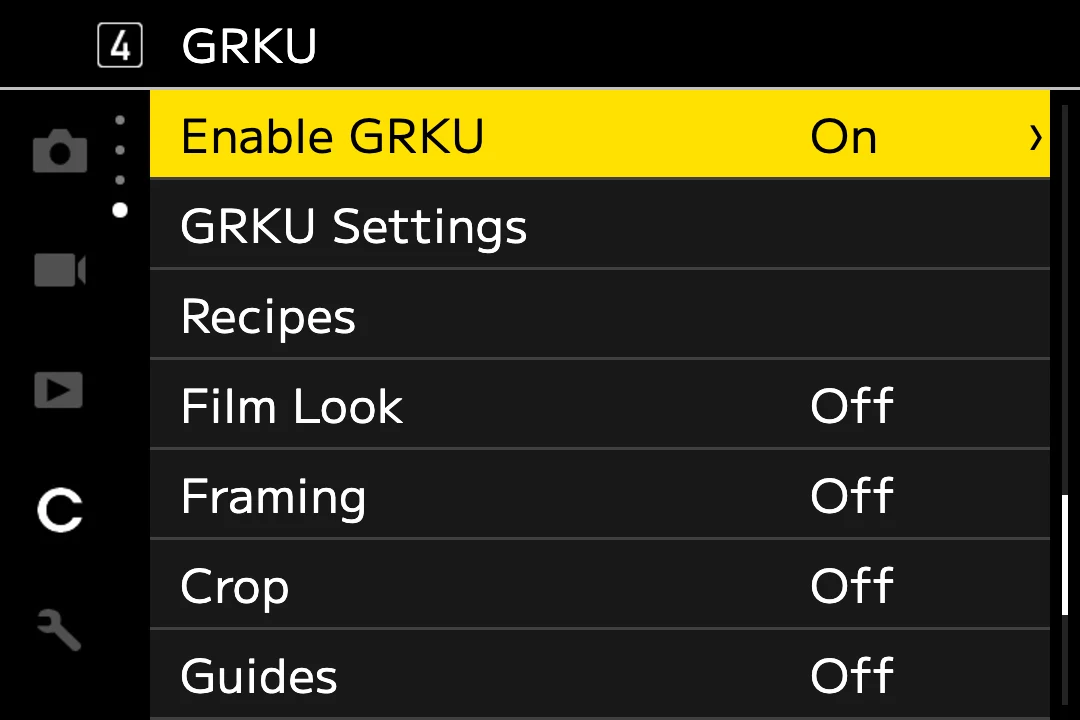 4 GRKU
Enable GRKU On ›
GRKU Settings
Recipes
Film Look Off
Framing Off
C
Crop Off
Guides Off